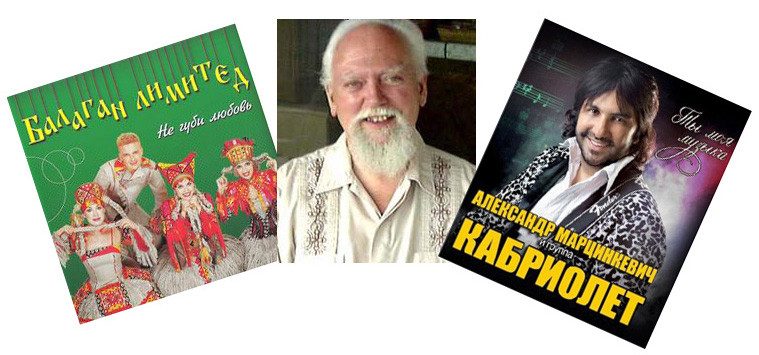 Балаган лимитед
Не губи любовь
Ты моя
музыка
АЛЕКСАНДР МАРЦИНКЕВИЧ
и группа
КАБРИОЛЕТ